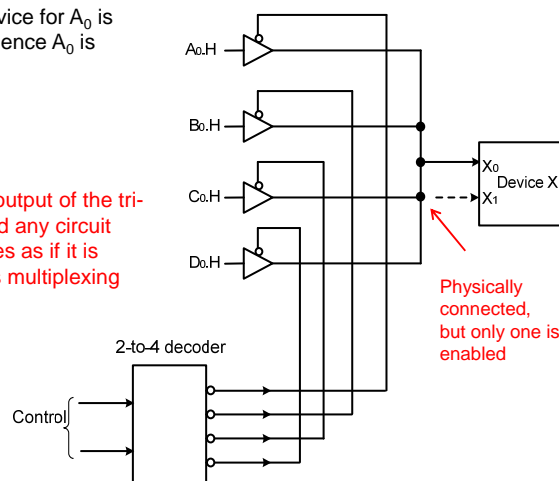 vice for A₀ is
ence A₀ is
A₀.H
B₀.H
C₀.H
D₀.H
X₀
X₁
Device X
output of the tri-
d any circuit
es as if it is
s multiplexing
Physically
connected,
but only one is
enabled
2-to-4 decoder
Control